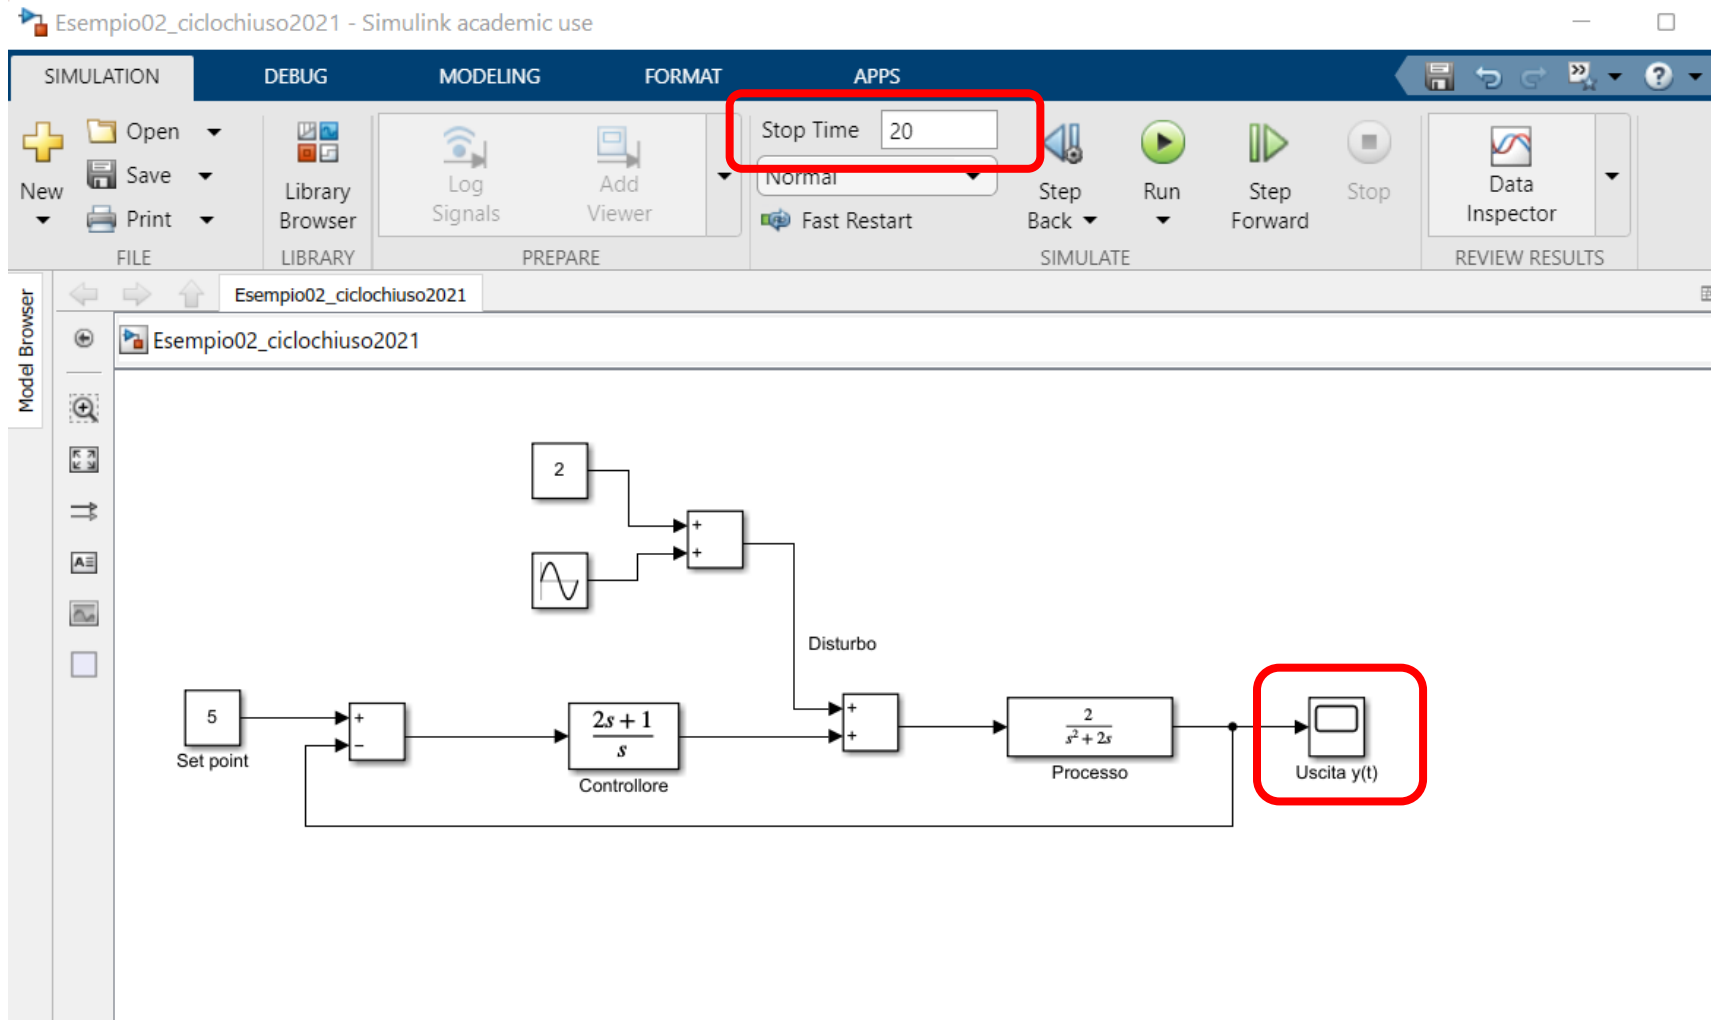 Esempio02_ciclochiuso2021 - Simulink academic use
SIMULATION DEBUG MODELING FORMAT APPS
New
Open
Save
Print
FILE
Library
Browser
LIBRARY
Log
Signals
Add
Viewer
PREPARE
Stop Time 20
Normal
Fast Restart
Step
Back
Run
Step
Forward
Stop
SIMULATE
Data
Inspector
REVIEW RESULTS
Model Browser
Esempio02_ciclochiuso2021
Esempio02_ciclochiuso2021
2
+
+
Disturbo
5
Set point
+
−
2s + 1
s
Controllore
+
+
2
s² + 2s
Processo
Uscita y(t)